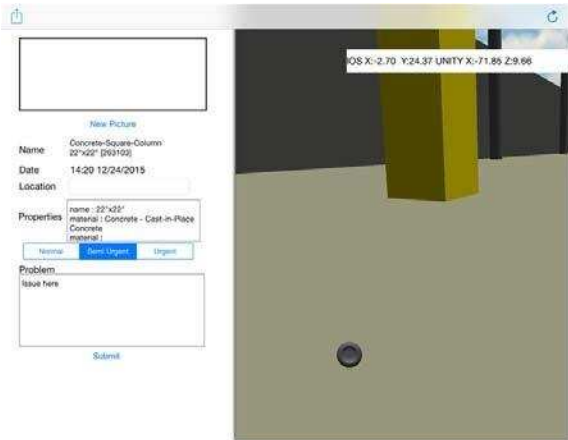 IOS X:-2.70 Y:24.37 UNITY X:-71.85 Z:9.66
New Picture
Name Concrete-Square-Column
22"x22" [263103]
Date 14:20 12/24/2015
Location
Properties name : 22"x22"
material : Concrete - Cast-in-Place
Concrete
material :
Normal Semi Urgent Urgent
Problem
Issue here
Submit